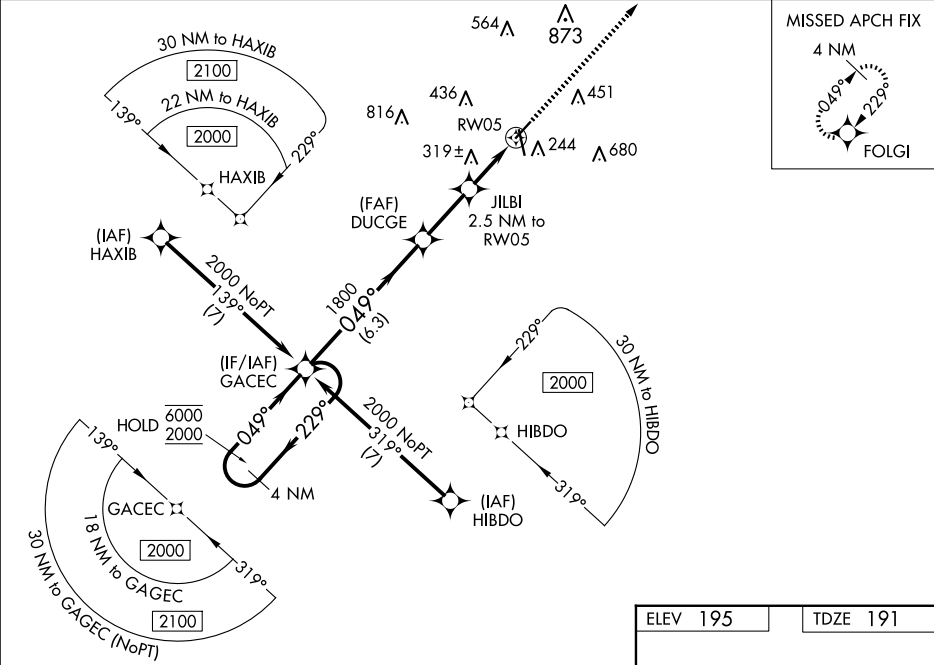 MISSED APCH FIX
4 NM
049°
229°
FOLGI
564
873
30 NM to HAXIB
2100
139°
22 NM to HAXIB
2000
229°
HAXIB
436
816
451
RW05
319±
244
680
(IAF)
HAXIB
2000 NoPT
139°
(7)
(FAF)
DUCGE
JILBI
2.5 NM to
RW05
1800
049°
(6.3)
(IF/IAF)
GACEC
HOLD
6000
2000
049°
229°
4 NM
2000 NoPT
319°
(7)
(IAF)
HIBDO
229°
30 NM to HIBDO
2000
HIBDO
319°
139°
GACEC
18 NM to GAGEC
2000
319°
30 NM to GAGEC (NoPT)
2100
ELEV 195
TDZE 191